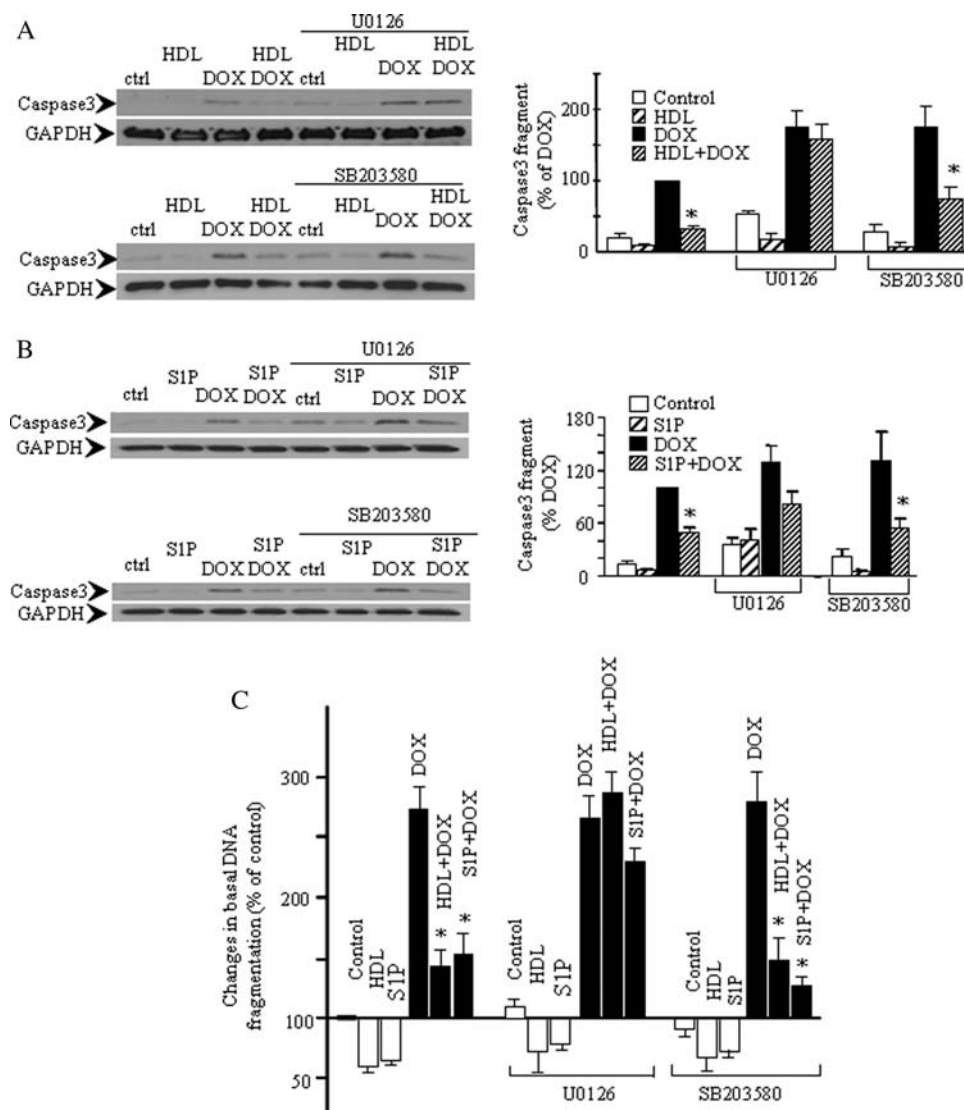 A
U0126
ctrl HDL DOX HDL DOX ctrl HDL DOX HDL DOX
Caspase3
GAPDH
SB203580
ctrl HDL DOX HDL DOX ctrl HDL DOX HDL DOX
Caspase3
GAPDH
Caspase3 fragment
(% of DOX)
200
100
0
Control
HDL
DOX
HDL+DOX
*
*
U0126
SB203580
B
U0126
ctrl S1P DOX S1P DOX ctrl S1P DOX S1P DOX
Caspase3
GAPDH
SB203580
ctrl S1P DOX S1P DOX ctrl S1P DOX S1P DOX
Caspase3
GAPDH
Caspase3 fragment
(% DOX)
180
120
60
0
Control
S1P
DOX
S1P+DOX
*
*
U0126
SB203580
C
Changes in basal DNA
fragmentation (% of control)
300
200
100
50
Control
HDL
S1P
DOX
HDL+DOX
*
S1P+DOX
*
Control
HDL
S1P
DOX
HDL+DOX
S1P+DOX
Control
HDL
S1P
DOX
HDL+DOX
*
S1P+DOX
*
U0126
SB203580